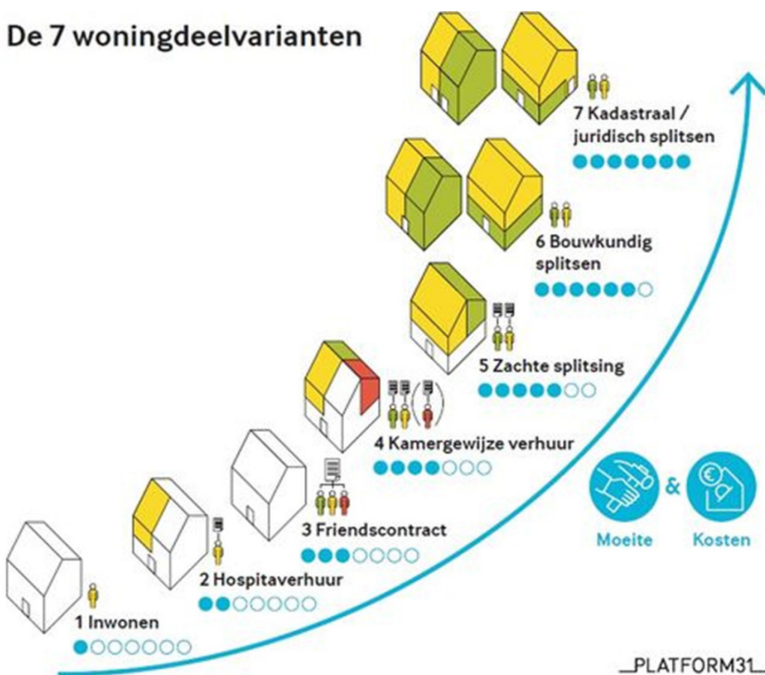 De 7 woningdeelvarianten
7 Kadastraal /
juridisch splitsen
6 Bouwkundig
splitsen
5 Zachte splitsing
4 Kamergewijze verhuur
3 Friendscontract
2 Hospitaverhuur
1 Inwonen
&
€
Moeite
Kosten
_PLATFORM31_